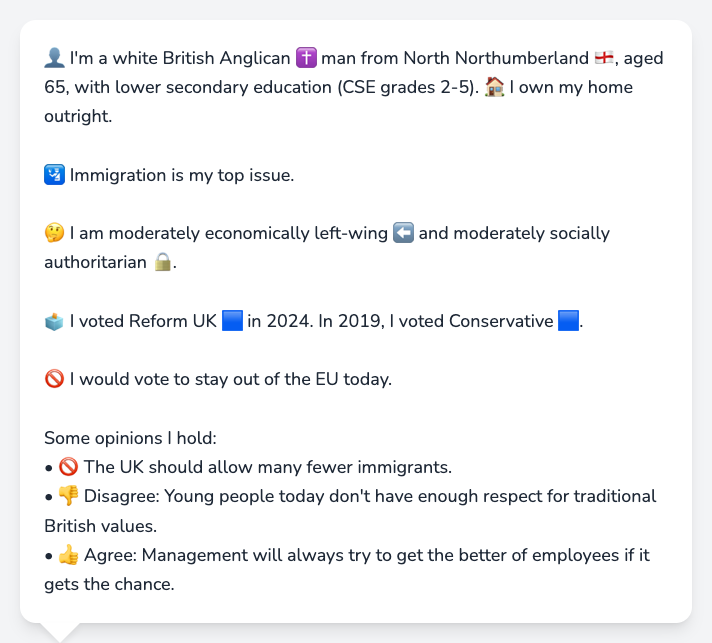 👤 I'm a white British Anglican ✝️ man from North Northumberland 🏴󠁧󠁢󠁥󠁮󠁧󠁿, aged
65, with lower secondary education (CSE grades 2-5). 🏠 I own my home
outright.
🛂 Immigration is my top issue.
🤔 I am moderately economically left-wing ⬅️ and moderately socially
authoritarian 🔒.
🗳️ I voted Reform UK 🟦 in 2024. In 2019, I voted Conservative 🟦.
🚫 I would vote to stay out of the EU today.
Some opinions I hold:
• 🚫 The UK should allow many fewer immigrants.
• 👎 Disagree: Young people today don't have enough respect for traditional
British values.
• 👍 Agree: Management will always try to get the better of employees if it
gets the chance.